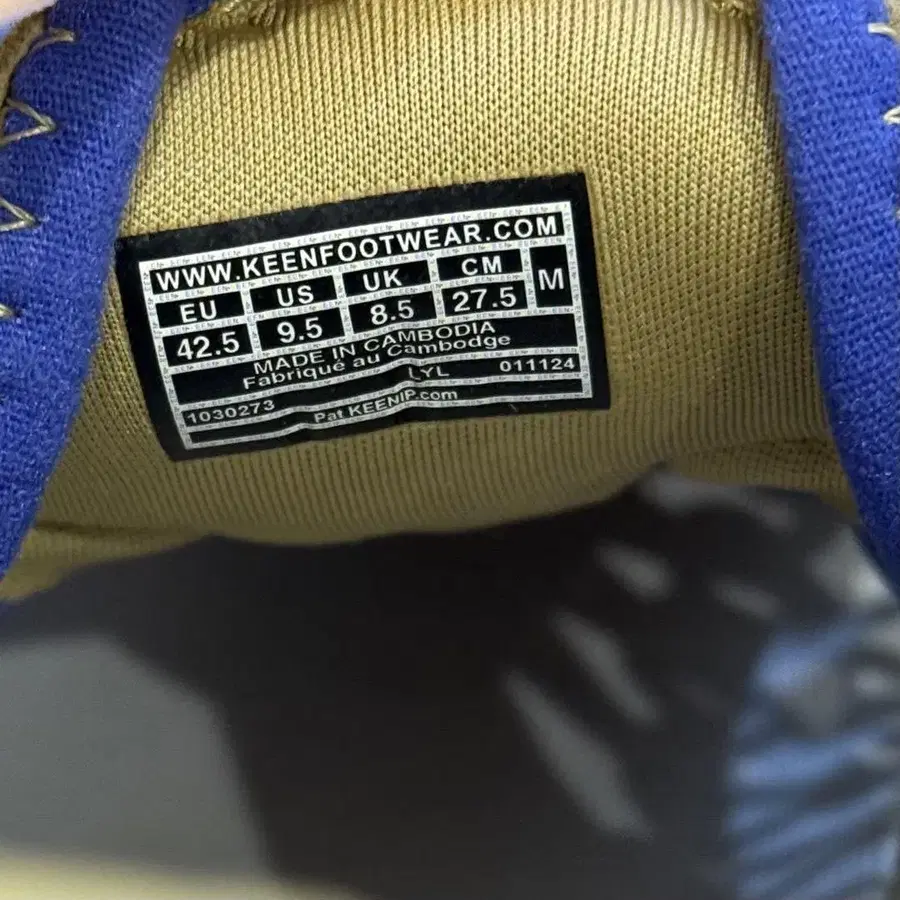 WWW.KEENFOOTWEAR.COM
EU US UK CM M
42.5 9.5 8.5 27.5
MADE IN CAMBODIA
Fabriqué au Cambodge
LYL 011124
1030273 Pat KEENIP.com